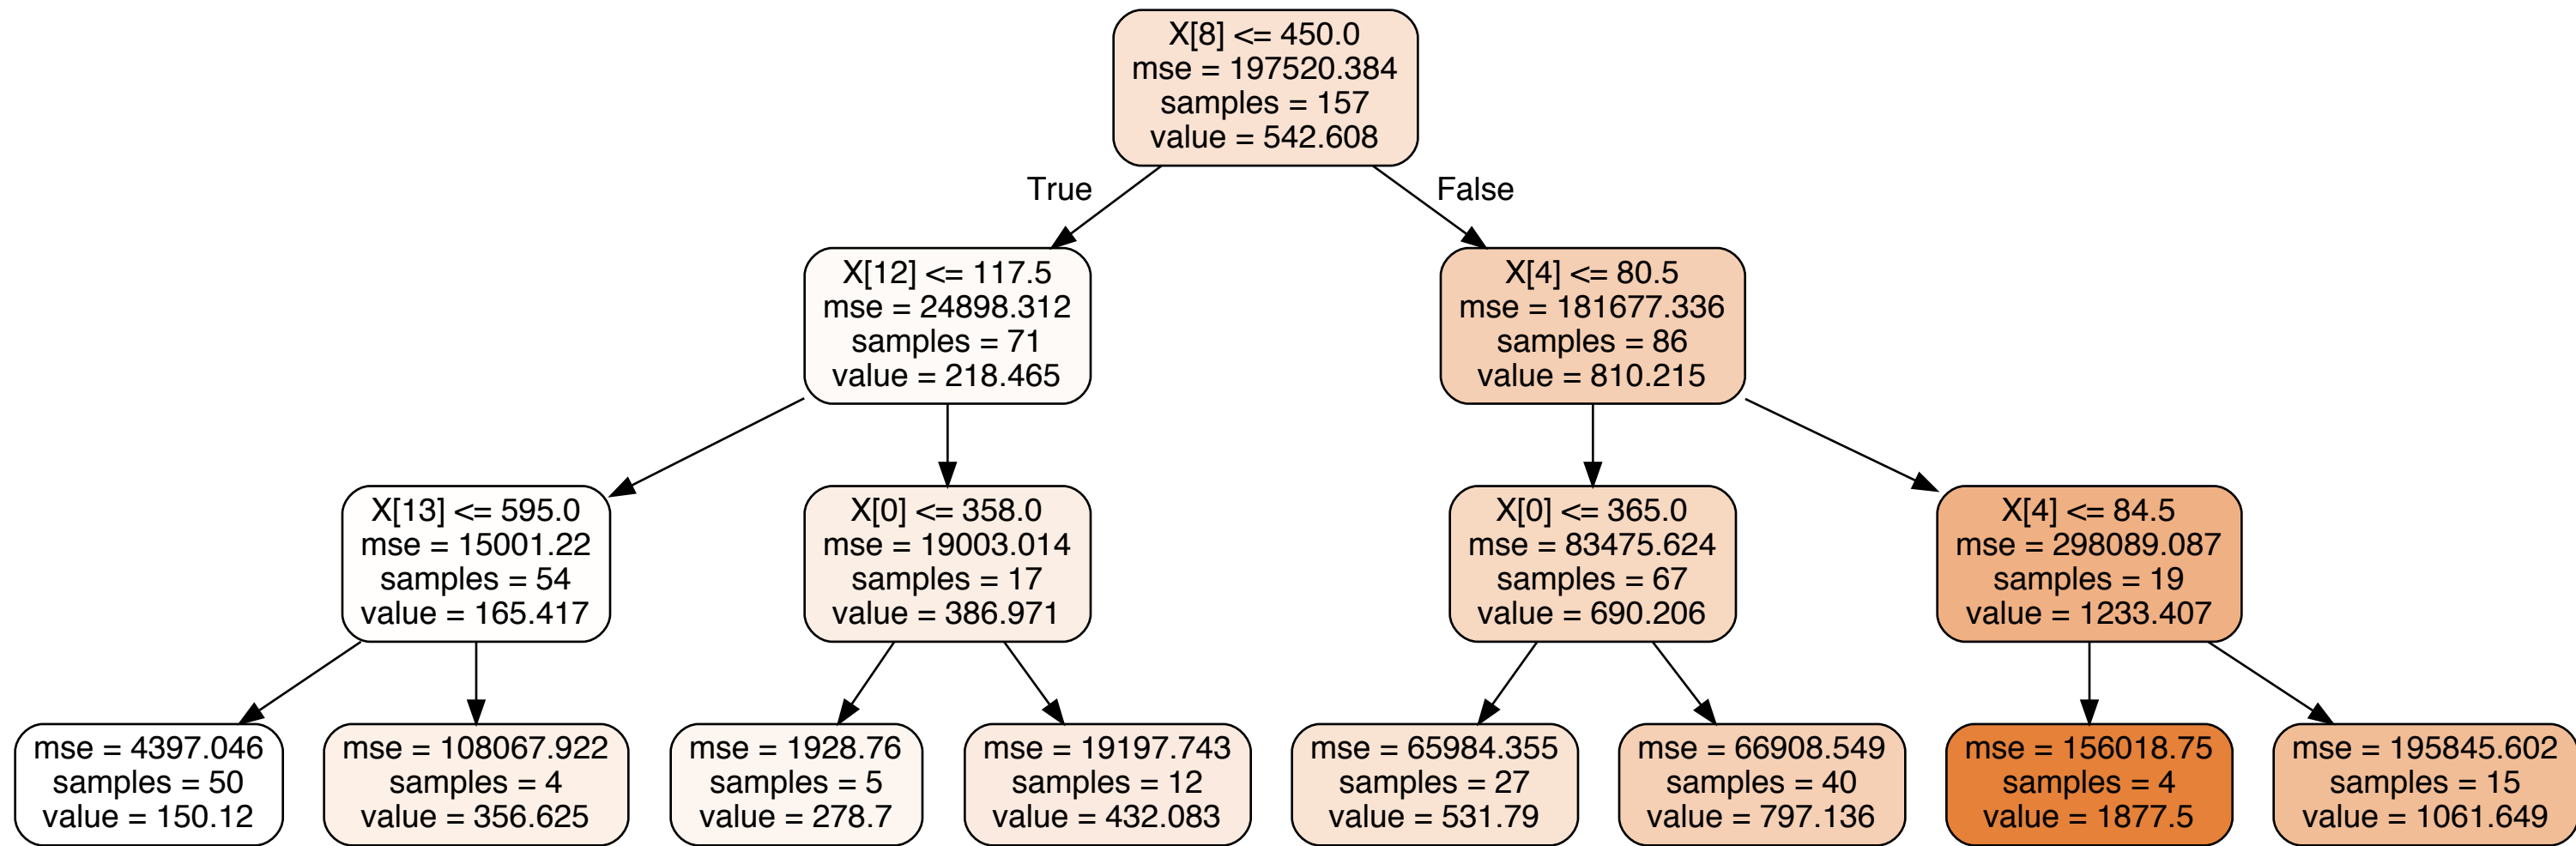 X[8] <= 450.0
mse = 197520.384
samples = 157
value = 542.608
True
False
X[12] <= 117.5
mse = 24898.312
samples = 71
value = 218.465
X[4] <= 80.5
mse = 181677.336
samples = 86
value = 810.215
X[13] <= 595.0
mse = 15001.22
samples = 54
value = 165.417
X[0] <= 358.0
mse = 19003.014
samples = 17
value = 386.971
X[0] <= 365.0
mse = 83475.624
samples = 67
value = 690.206
X[4] <= 84.5
mse = 298089.087
samples = 19
value = 1233.407
mse = 4397.046
samples = 50
value = 150.12
mse = 108067.922
samples = 4
value = 356.625
mse = 1928.76
samples = 5
value = 278.7
mse = 19197.743
samples = 12
value = 432.083
mse = 65984.355
samples = 27
value = 531.79
mse = 66908.549
samples = 40
value = 797.136
mse = 156018.75
samples = 4
value = 1877.5
mse = 195845.602
samples = 15
value = 1061.649